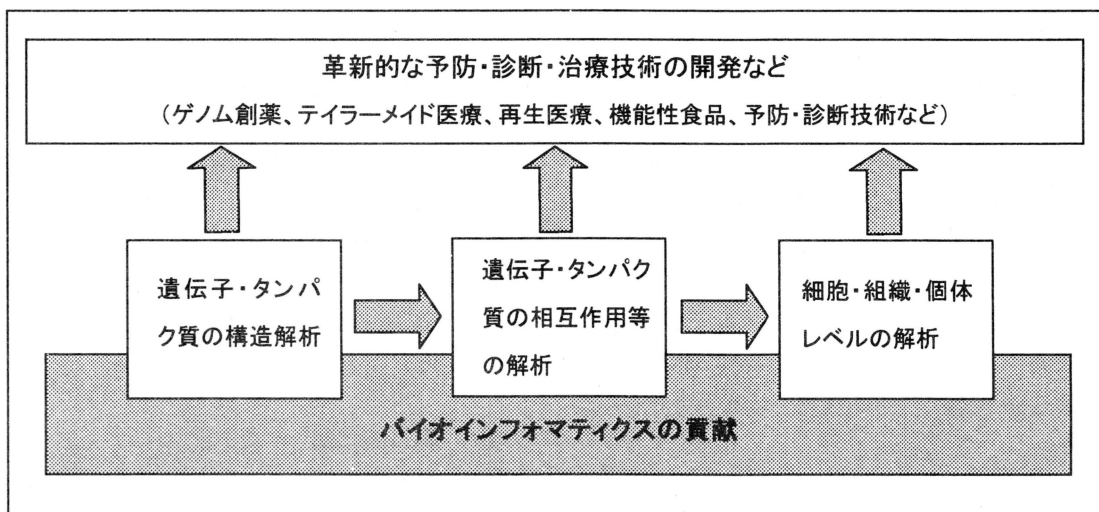 革新的な予防・診断・治療技術の開発など
（ゲノム創薬、テイラーメイド医療、再生医療、機能性食品、予防・診断技術など）
遺伝子・タンパ
ク質の構造解析
遺伝子・タンパク
質の相互作用等
の解析
細胞・組織・個体
レベルの解析
バイオインフォマティクスの貢献